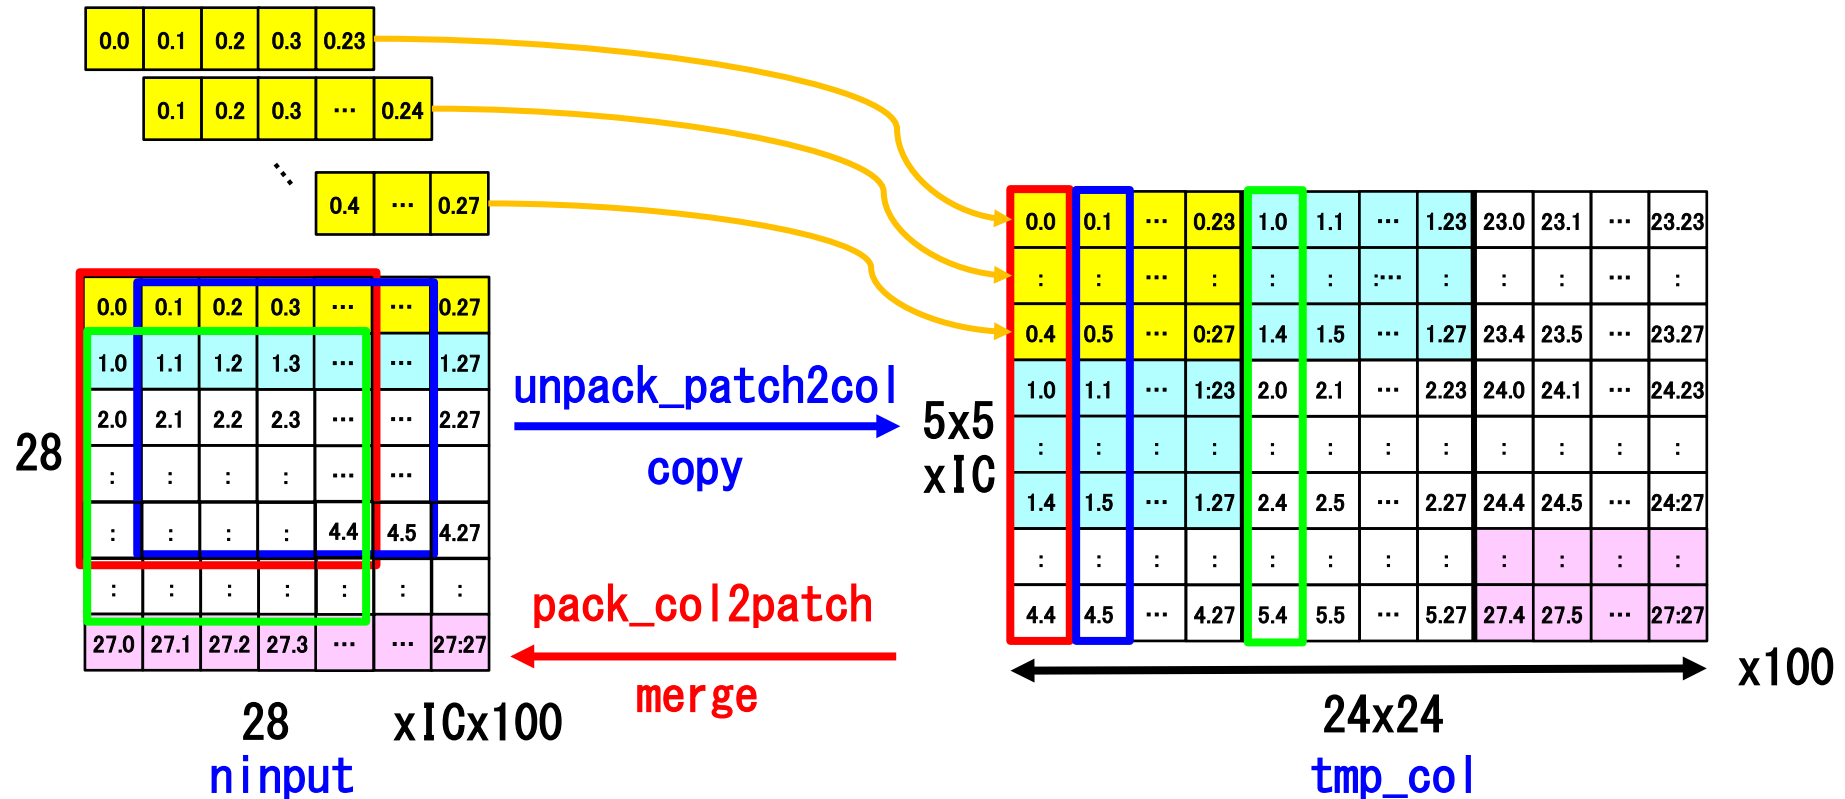 0.0 0.1 0.2 0.3 0.23
0.1 0.2 0.3 … 0.24
⋱
0.4 … 0.27
0.0 0.1 0.2 0.3 … … 0.27
1.0 1.1 1.2 1.3 … … 1.27
2.0 2.1 2.2 2.3 … … 2.27
: : : : … …
: : : : 4.4 4.5 4.27
: : : : : : :
27.0 27.1 27.2 27.3 … … 27:27
28
28 xICx100
ninput
unpack_patch2col
copy
pack_col2patch
merge
0.0 0.1 … 0.23 1.0 1.1 … 1.23 23.0 23.1 … 23.23
: : … : : : :… : : : … :
0.4 0.5 … 0:27 1.4 1.5 … 1.27 23.4 23.5 … 23.27
1.0 1.1 … 1:23 2.0 2.1 … 2.23 24.0 24.1 … 24.23
: : : : : : : : : : : :
1.4 1.5 … 1.27 2.4 2.5 … 2.27 24.4 24.5 … 24:27
: : : : : : : : : : : :
4.4 4.5 … 4.27 5.4 5.5 … 5.27 27.4 27.5 … 27:27
5x5
xIC
24x24
x100
tmp_col